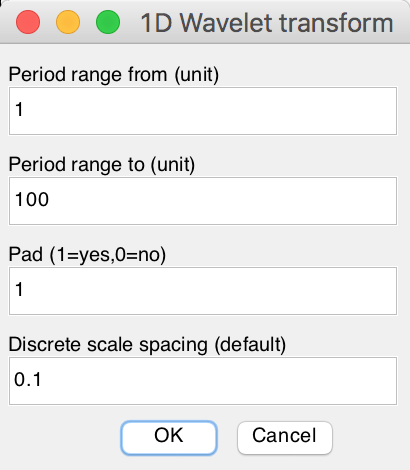 1D Wavelet transform
Period range from (unit)
1
Period range to (unit)
100
Pad (1=yes,0=no)
1
Discrete scale spacing (default)
0.1
OK Cancel